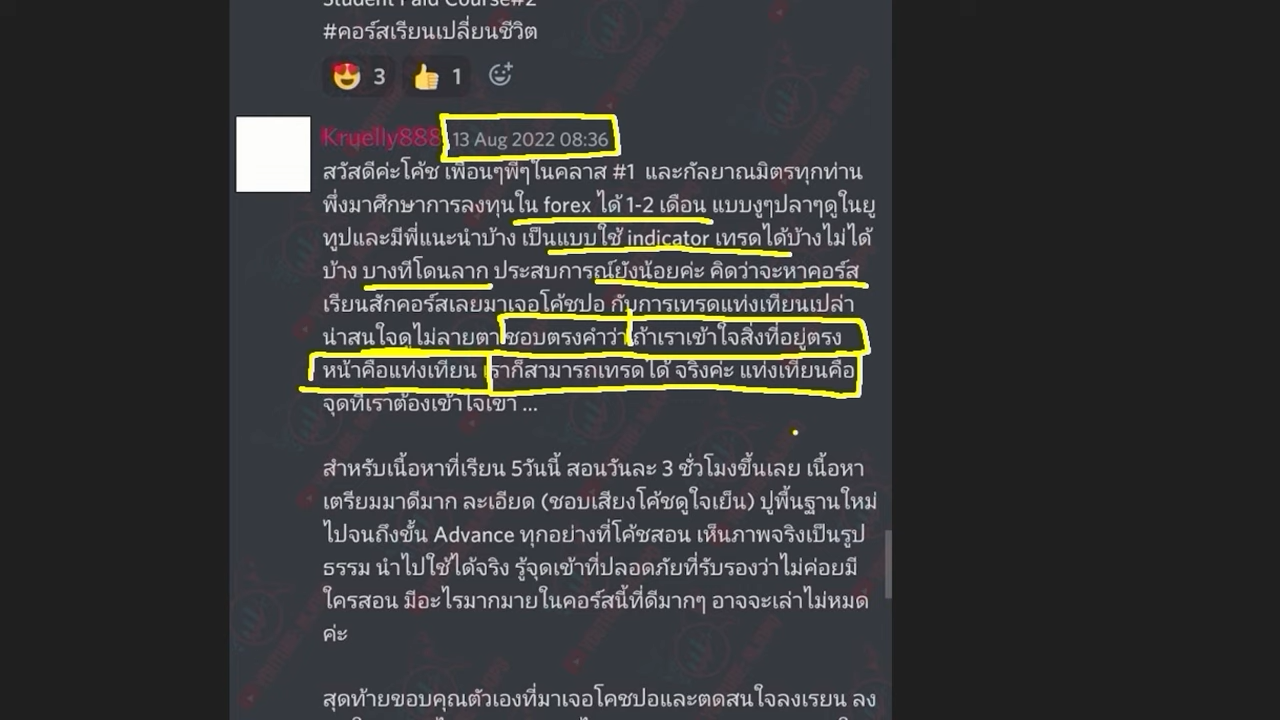 Student Paid Course#2
#คอร์สเรียนเปลี่ยนชีวิต
3 1
Kruelly888 13 Aug 2022 08:36
สวัสดีค่ะโค้ช เพื่อนๆพี่ๆในคลาส #1 และกัลยาณมิตรทุกท่าน
พึ่งมาศึกษาการลงทุนใน forex ได้ 1-2 เดือน แบบงูๆปลาๆดูในยู
ทูปและมีพี่แนะนำบ้าง เป็นแบบใช้ indicator เทรดได้บ้างไม่ได้
บ้าง บางทีโดนลาก ประสบการณ์ยังน้อยค่ะ คิดว่าจะหาคอร์ส
เรียนสักคอร์สเลยมาเจอโค้ชปอ กับการเทรดแท่งเทียนเปล่า
น่าสนใจดูไม่ลายตา ชอบตรงคำว่า ถ้าเราเข้าใจสิ่งที่อยู่ตรง
หน้าคือแท่งเทียน เราก็สามารถเทรดได้ จริงค่ะ แท่งเทียนคือ
จุดที่เราต้องเข้าใจเขา ...
สำหรับเนื้อหาที่เรียน 5วันนี้ สอนวันละ 3 ชั่วโมงขึ้นเลย เนื้อหา
เตรียมมาดีมาก ละเอียด (ชอบเสียงโค้ชดูใจเย็น) ปูพื้นฐานใหม่
ไปจนถึงขั้น Advance ทุกอย่างที่โค้ชสอน เห็นภาพจริงเป็นรูป
ธรรม นำไปใช้ได้จริง รู้จุดเข้าที่ปลอดภัยที่รับรองว่าไม่ค่อยมี
ใครสอน มีอะไรมากมายในคอร์สนี้ที่ดีมากๆ อาจจะเล่าไม่หมด
ค่ะ
สุดท้ายขอบคุณตัวเองที่มาเจอโค้ชปอและตัดสินใจลงเรียน ลง